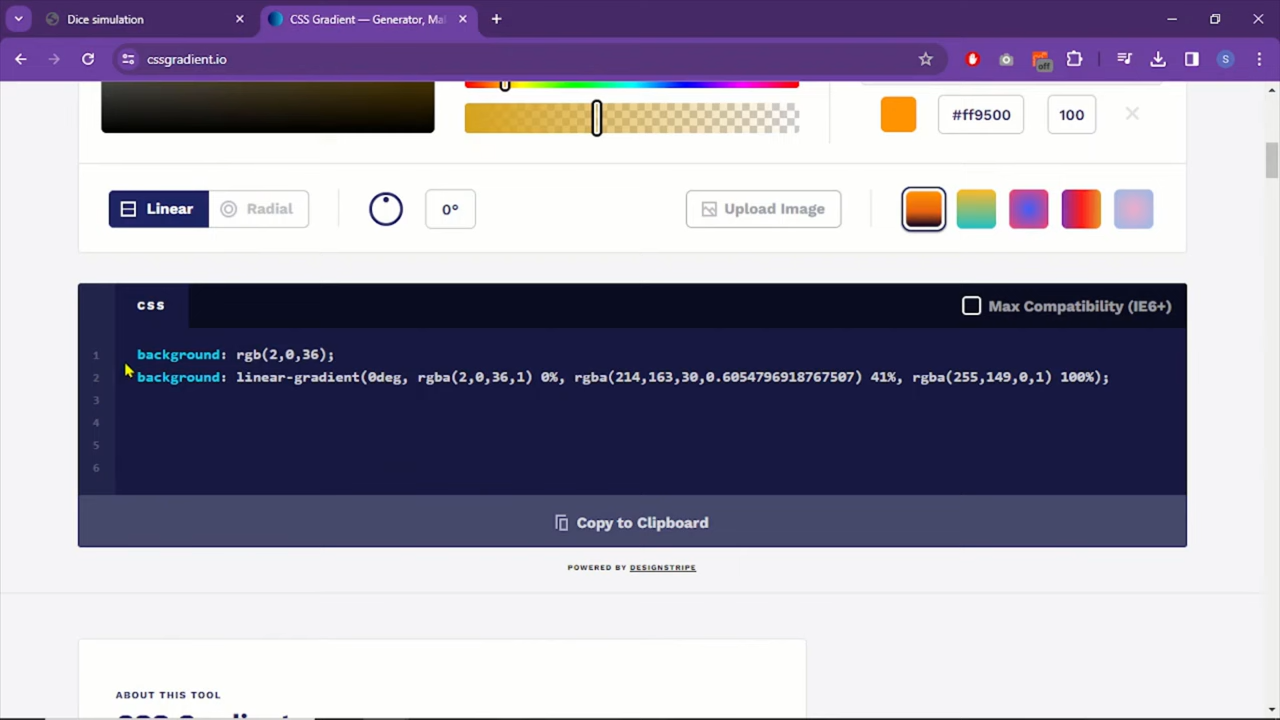 Dice simulation
CSS Gradient — Generator, Ma
cssgradient.io
off
S
#ff9500
100
Linear
Radial
0°
Upload Image
CSS
Max Compatibility (IE6+)
1 background: rgb(2,0,36);
2 background: linear-gradient(0deg, rgba(2,0,36,1) 0%, rgba(214,163,30,0.6054796918767507) 41%, rgba(255,149,0,1) 100%);
3
4
5
6
Copy to Clipboard
POWERED BY DESIGNSTRIPE
ABOUT THIS TOOL
CSS Gradient